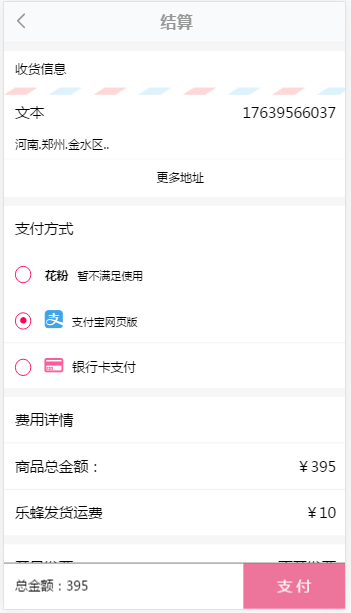 结算
收货信息
文本 17639566037
河南.郑州.金水区..
更多地址
支付方式
花粉 暂不满足使用
支 支付宝网页版
银行卡支付
费用详情
商品总金额： ￥395
乐蜂发货运费 ￥10
总金额：395 支付